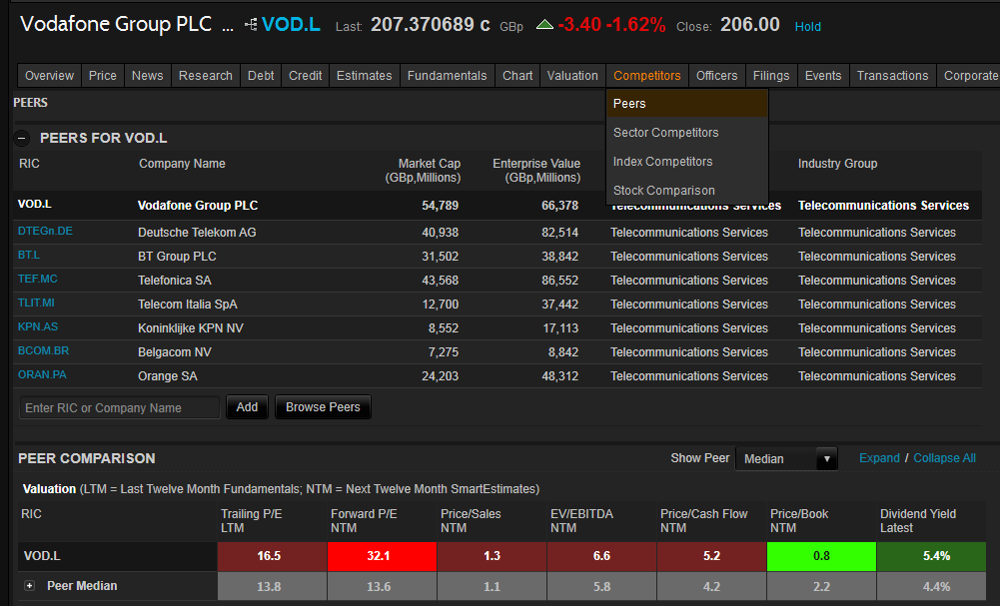 Vodafone Group PLC ... VOD.L Last: 207.370689 c GBp -3.40 -1.62% Close: 206.00 Hold
Overview Price News Research Debt Credit Estimates Fundamentals Chart Valuation Competitors Officers Filings Events Transactions Corporate
PEERS
Peers
Sector Competitors
Index Competitors
Stock Comparison
PEERS FOR VOD.L
RIC Company Name Market Cap (GBp,Millions) Enterprise Value (GBp,Millions) Industry Group
VOD.L Vodafone Group PLC 54,789 66,378 Telecommunications Services Telecommunications Services
DTEGn.DE Deutsche Telekom AG 40,938 82,514 Telecommunications Services Telecommunications Services
BT.L BT Group PLC 31,502 38,842 Telecommunications Services Telecommunications Services
TEF.MC Telefonica SA 43,568 86,552 Telecommunications Services Telecommunications Services
TLIT.MI Telecom Italia SpA 12,700 37,442 Telecommunications Services Telecommunications Services
KPN.AS Koninklijke KPN NV 8,552 17,113 Telecommunications Services Telecommunications Services
BCOM.BR Belgacom NV 7,275 8,842 Telecommunications Services Telecommunications Services
ORAN.PA Orange SA 24,203 48,312 Telecommunications Services Telecommunications Services
Enter RIC or Company Name Add Browse Peers
PEER COMPARISON Show Peer Median Expand / Collapse All
Valuation (LTM = Last Twelve Month Fundamentals; NTM = Next Twelve Month SmartEstimates)
RIC Trailing P/E LTM Forward P/E NTM Price/Sales NTM EV/EBITDA NTM Price/Cash Flow NTM Price/Book NTM Dividend Yield Latest
VOD.L 16.5 32.1 1.3 6.6 5.2 0.8 5.4%
Peer Median 13.8 13.6 1.1 5.8 4.2 2.2 4.4%